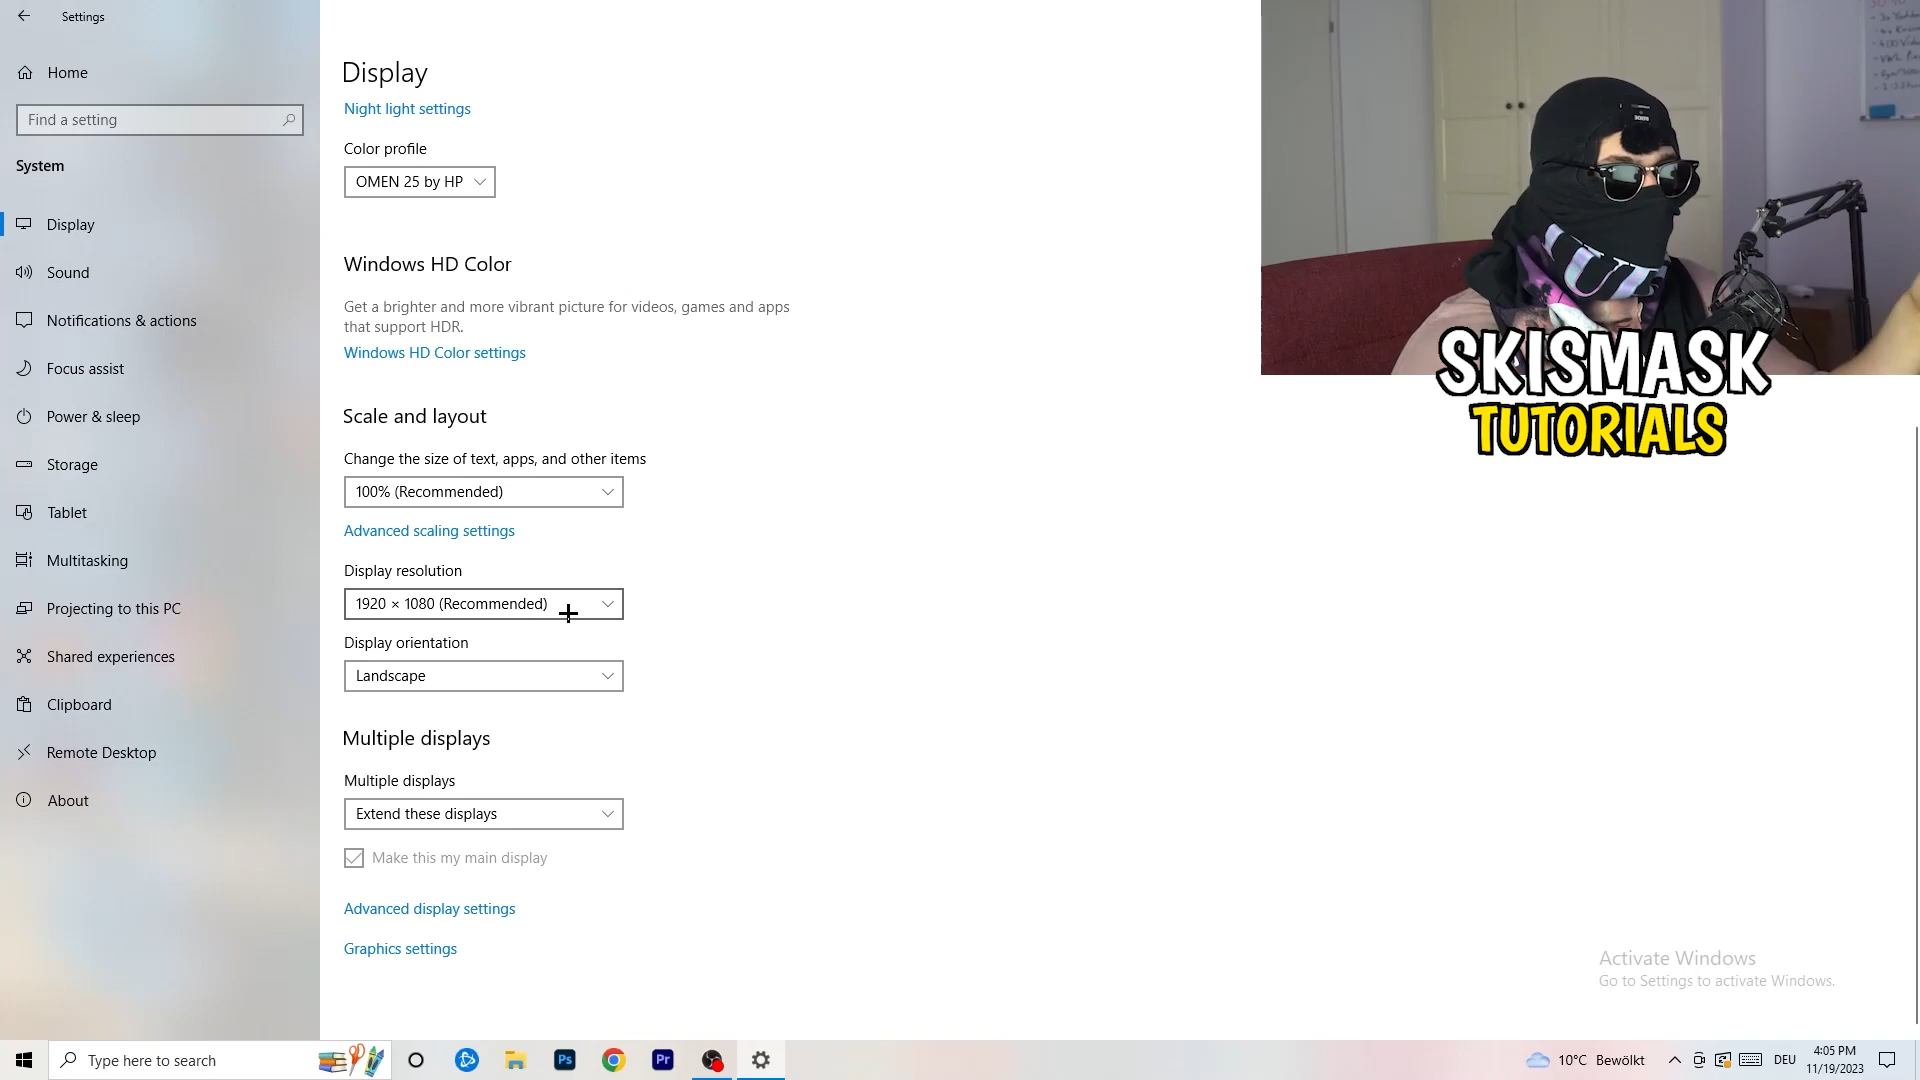 Settings
Home
Find a setting
System
Display
Sound
Notifications & actions
Focus assist
Power & sleep
Storage
Tablet
Multitasking
Projecting to this PC
Shared experiences
Clipboard
Remote Desktop
About
Display
Night light settings
Color profile
OMEN 25 by HP
Windows HD Color
Get a brighter and more vibrant picture for videos, games and apps
that support HDR.
Windows HD Color settings
Scale and layout
Change the size of text, apps, and other items
100% (Recommended)
Advanced scaling settings
Display resolution
1920 × 1080 (Recommended)
Display orientation
Landscape
Multiple displays
Multiple displays
Extend these displays
Make this my main display
Advanced display settings
Graphics settings
SKISMASK
TUTORIALS
Activate Windows
Go to Settings to activate Windows.
Type here to search
Ps
Pr
10°C Bewölkt
DEU
4:05 PM
11/19/2023